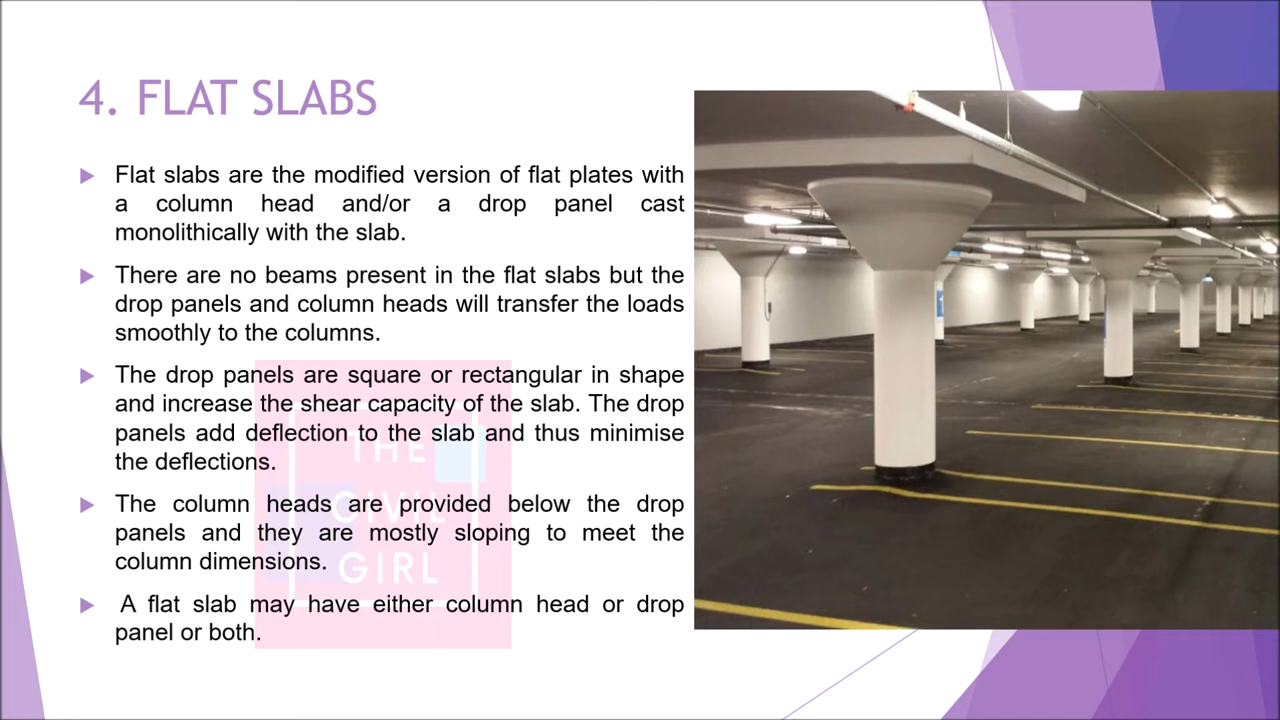 4. FLAT SLABS
Flat slabs are the modified version of flat plates with
a column head and/or a drop panel cast
monolithically with the slab.
There are no beams present in the flat slabs but the
drop panels and column heads will transfer the loads
smoothly to the columns.
The drop panels are square or rectangular in shape
and increase the shear capacity of the slab. The drop
panels add deflection to the slab and thus minimise
the deflections.
The column heads are provided below the drop
panels and they are mostly sloping to meet the
column dimensions.
A flat slab may have either column head or drop
panel or both.
THE
CIVIL
GIRL